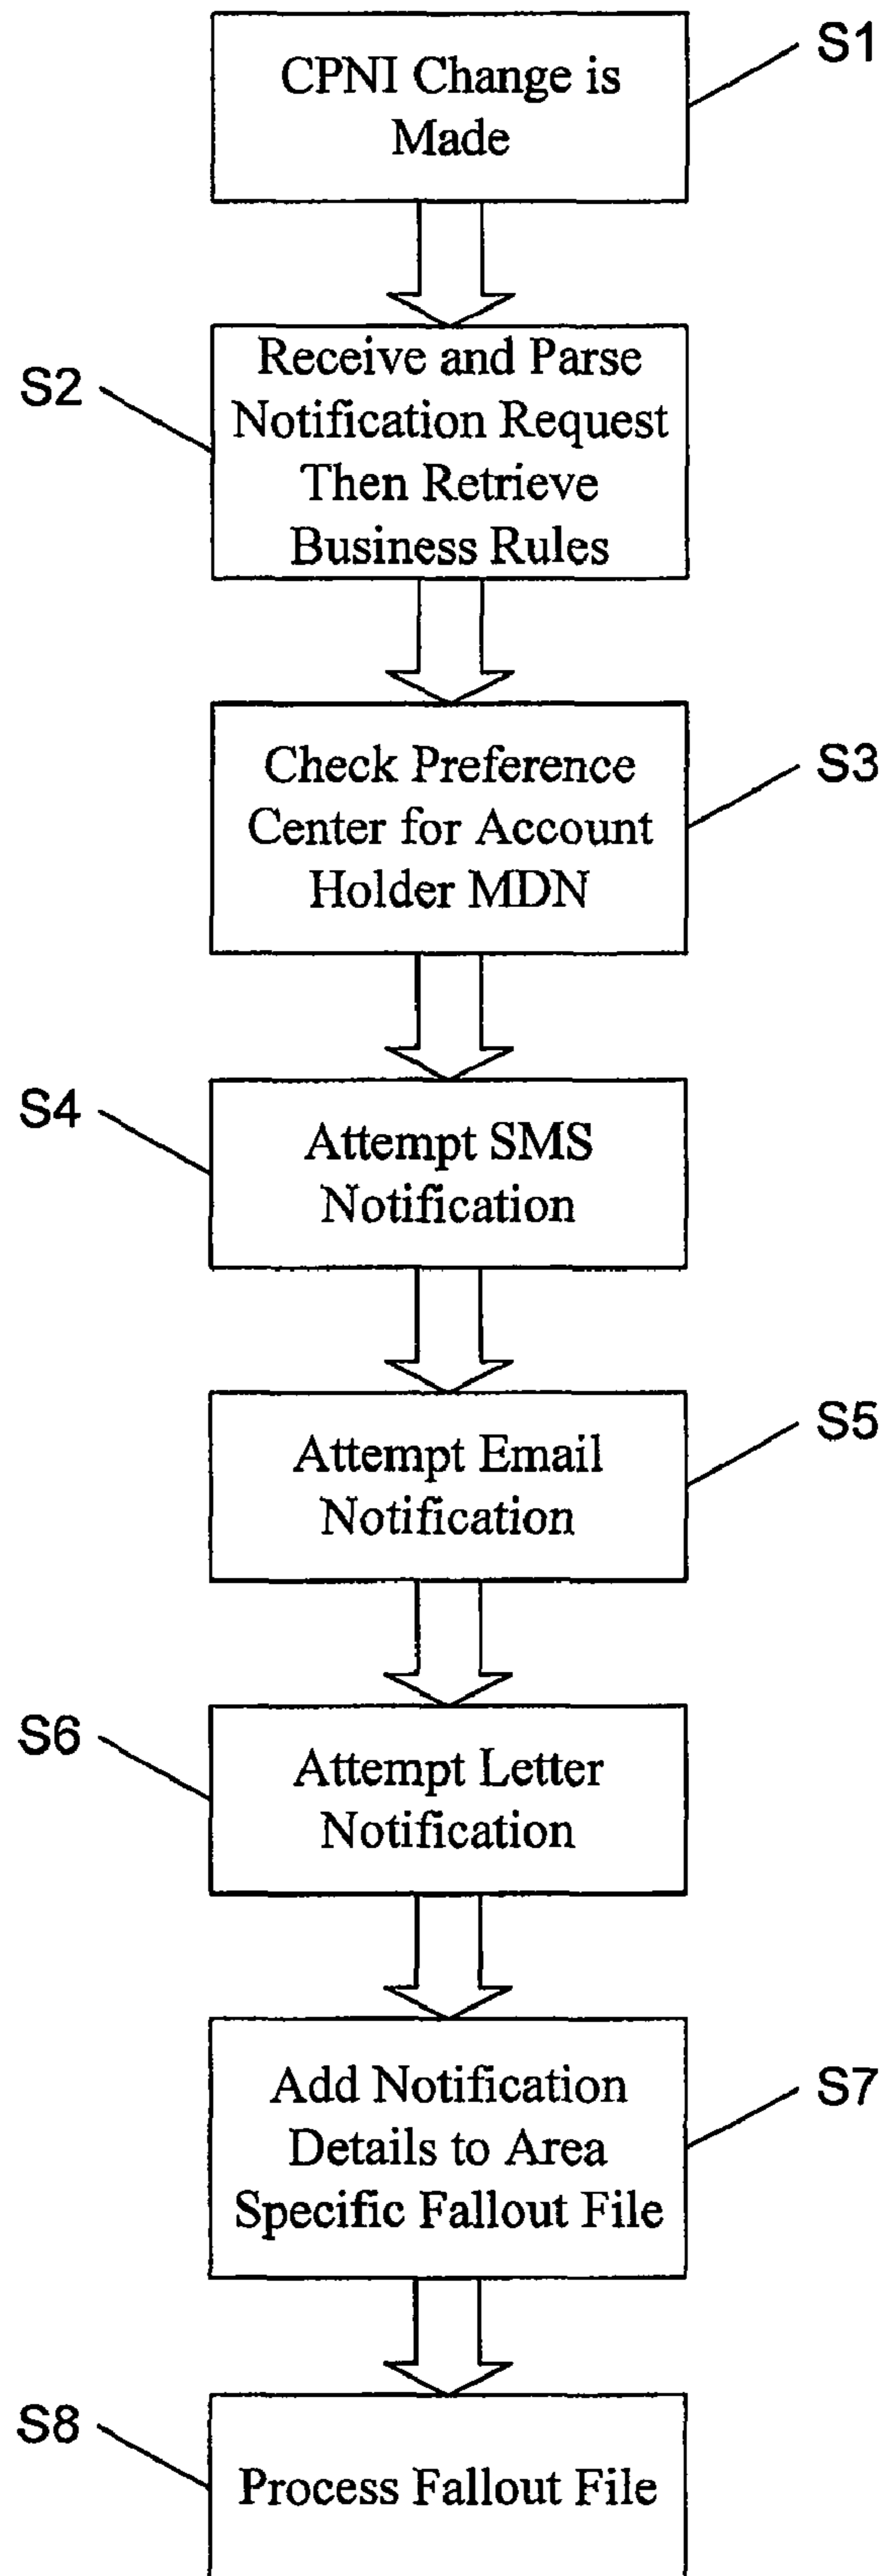 S1
CPNI Change is
Made
S2
Receive and Parse
Notification Request
Then Retrieve
Business Rules
S3
Check Preference
Center for Account
Holder MDN
S4
Attempt SMS
Notification
S5
Attempt Email
Notification
S6
Attempt Letter
Notification
S7
Add Notification
Details to Area
Specific Fallout File
S8
Process Fallout File